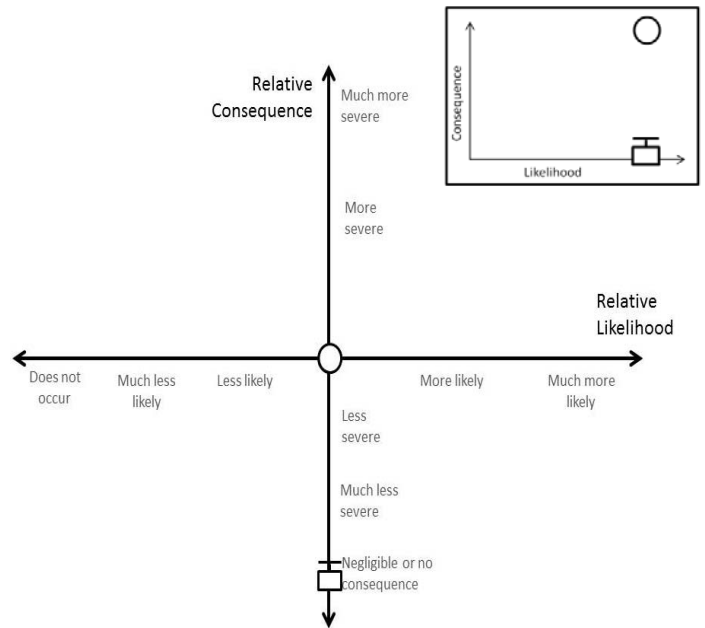 Relative
Consequence
Much more
severe
More
severe
Consequence
Likelihood
Relative
Likelihood
Does not
occur
Much less
likely
Less likely
More likely
Much more
likely
Less
severe
Much less
severe
Negligible or no
consequence